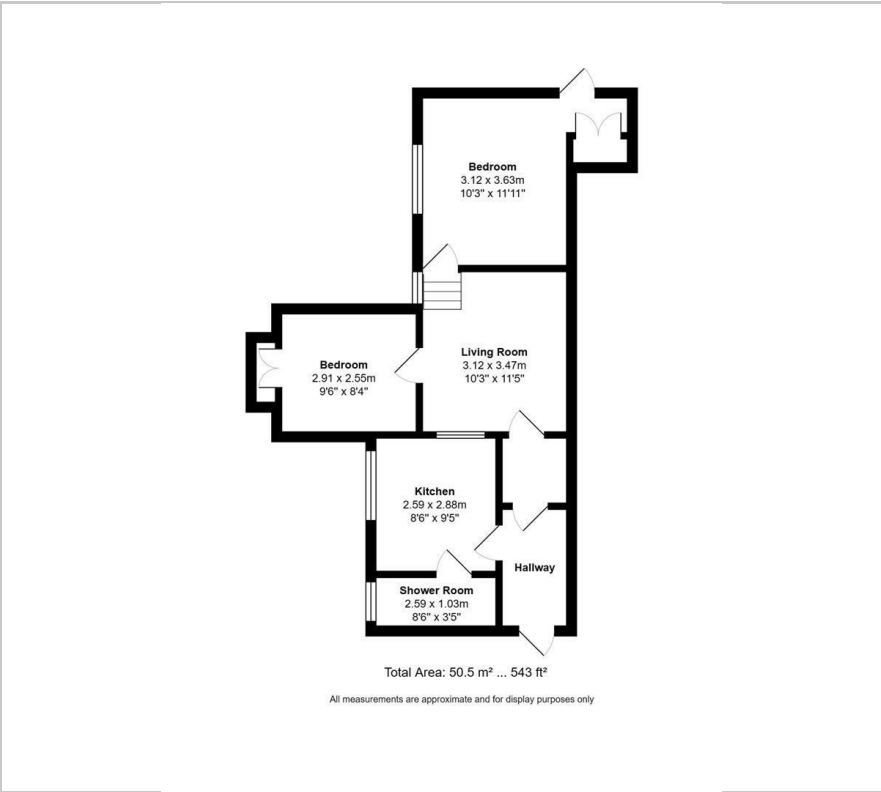 Bedroom
3.12 x 3.63m
10'3" x 11'11"
Living Room
3.12 x 3.47m
10'3" x 11'5"
Bedroom
2.91 x 2.55m
9'6" x 8'4"
Kitchen
2.59 x 2.88m
8'6" x 9'5"
Hallway
Shower Room
2.59 x 1.03m
8'6" x 3'5"
Total Area: 50.5 m² ... 543 ft²
All measurements are approximate and for display purposes only